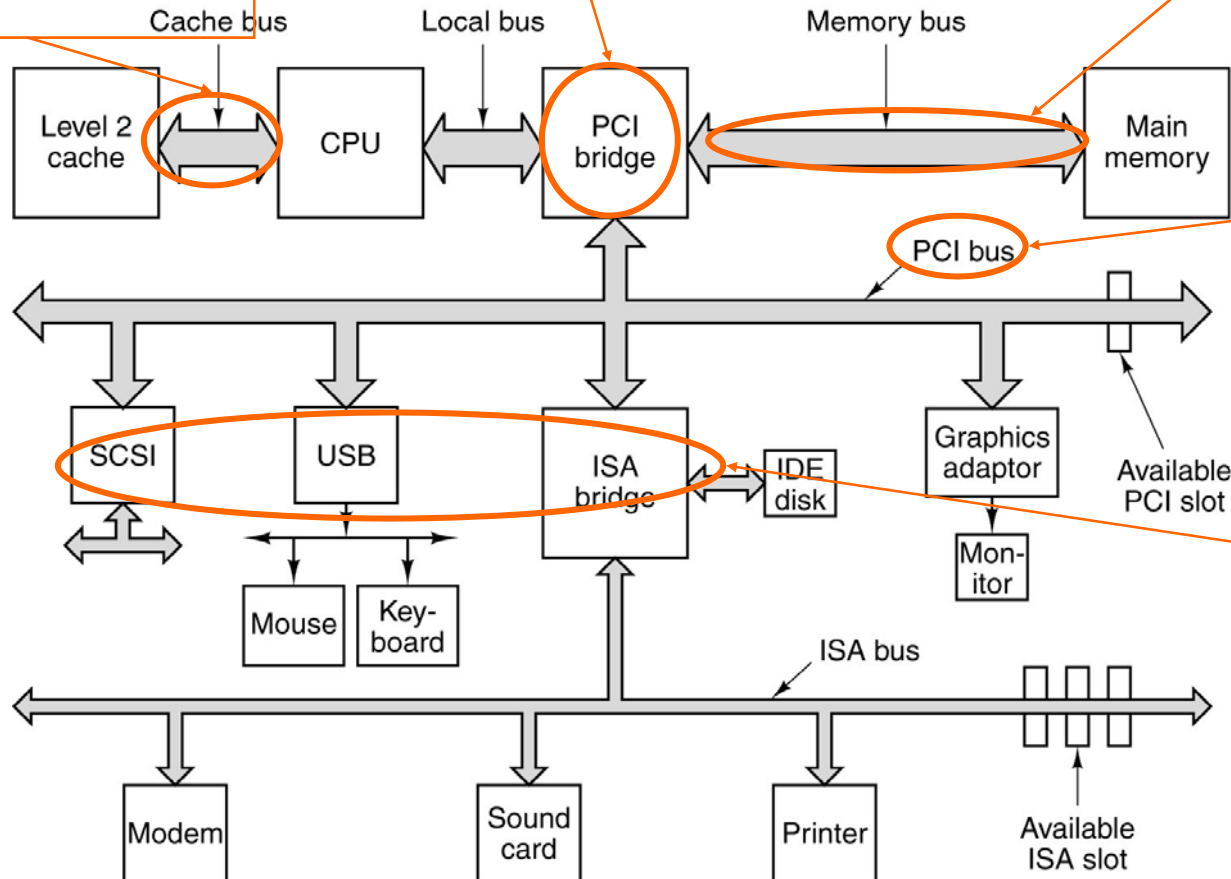 Cache bus
Local bus
Memory bus
Level 2
cache
CPU
PCI
bridge
Main
memory
PCI bus
SCSI
USB
ISA
bridge
IDE
disk
Graphics
adaptor
Available
PCI slot
Mon-
itor
Mouse
Key-
board
ISA bus
Modem
Sound
card
Printer
Available
ISA slot